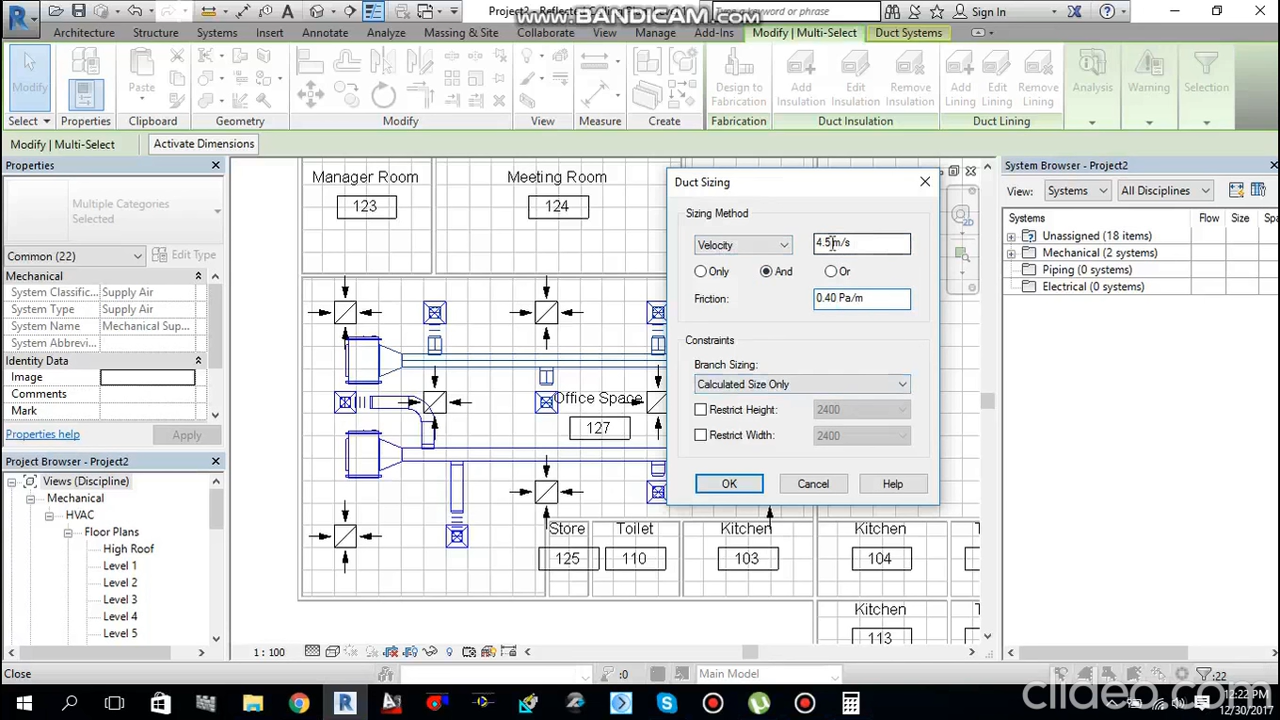 Project2 - Reflect
www.BANDICAM.com
Type a keyword or phrase
Sign In
Architecture Structure Systems Insert Annotate Analyze Massing & Site Collaborate View Manage Add-Ins Modify | Multi-Select Duct Systems
Modify
Paste
Design to Fabrication
Add Insulation
Edit Insulation
Remove Insulation
Add Lining
Edit Lining
Remove Lining
Analysis
Warning
Selection
Select Properties Clipboard Geometry Modify View Measure Create Fabrication Duct Insulation Duct Lining
Modify | Multi-Select
Activate Dimensions
Properties
Multiple Categories Selected
Common (22)
Edit Type
Mechanical
System Classific... Supply Air
System Type Supply Air
System Name Mechanical Sup...
System Abbrevi...
Identity Data
Image
Comments
Mark
Properties help
Apply
Project Browser - Project2
Views (Discipline)
Mechanical
HVAC
Floor Plans
High Roof
Level 1
Level 2
Level 3
Level 4
Level 5
Manager Room
123
Meeting Room
124
Office Space
127
Store
125
Toilet
110
Kitchen
103
Kitchen
104
Kitchen
113
Duct Sizing
Sizing Method
Velocity
4.5 m/s
Only
And
Or
Friction:
0.40 Pa/m
Constraints
Branch Sizing:
Calculated Size Only
Restrict Height:
2400
Restrict Width:
2400
OK
Cancel
Help
System Browser - Project2
View: Systems All Disciplines
Systems Flow Size
Unassigned (18 items)
Mechanical (2 systems)
Piping (0 systems)
Electrical (0 systems)
1 : 100
Close
:0
Main Model
:22
12:22 PM
12/30/2017
clideo.com